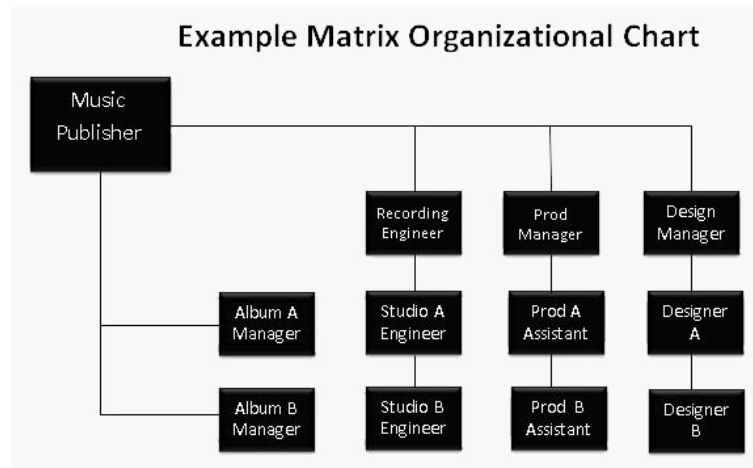 Example Matrix Organizational Chart
Music
Publisher
Recording
Engineer
Prod
Manager
Design
Manager
Album A
Manager
Studio A
Engineer
Prod A
Assistant
Designer
A
Album B
Manager
Studio B
Engineer
Prod B
Assistant
Designer
B